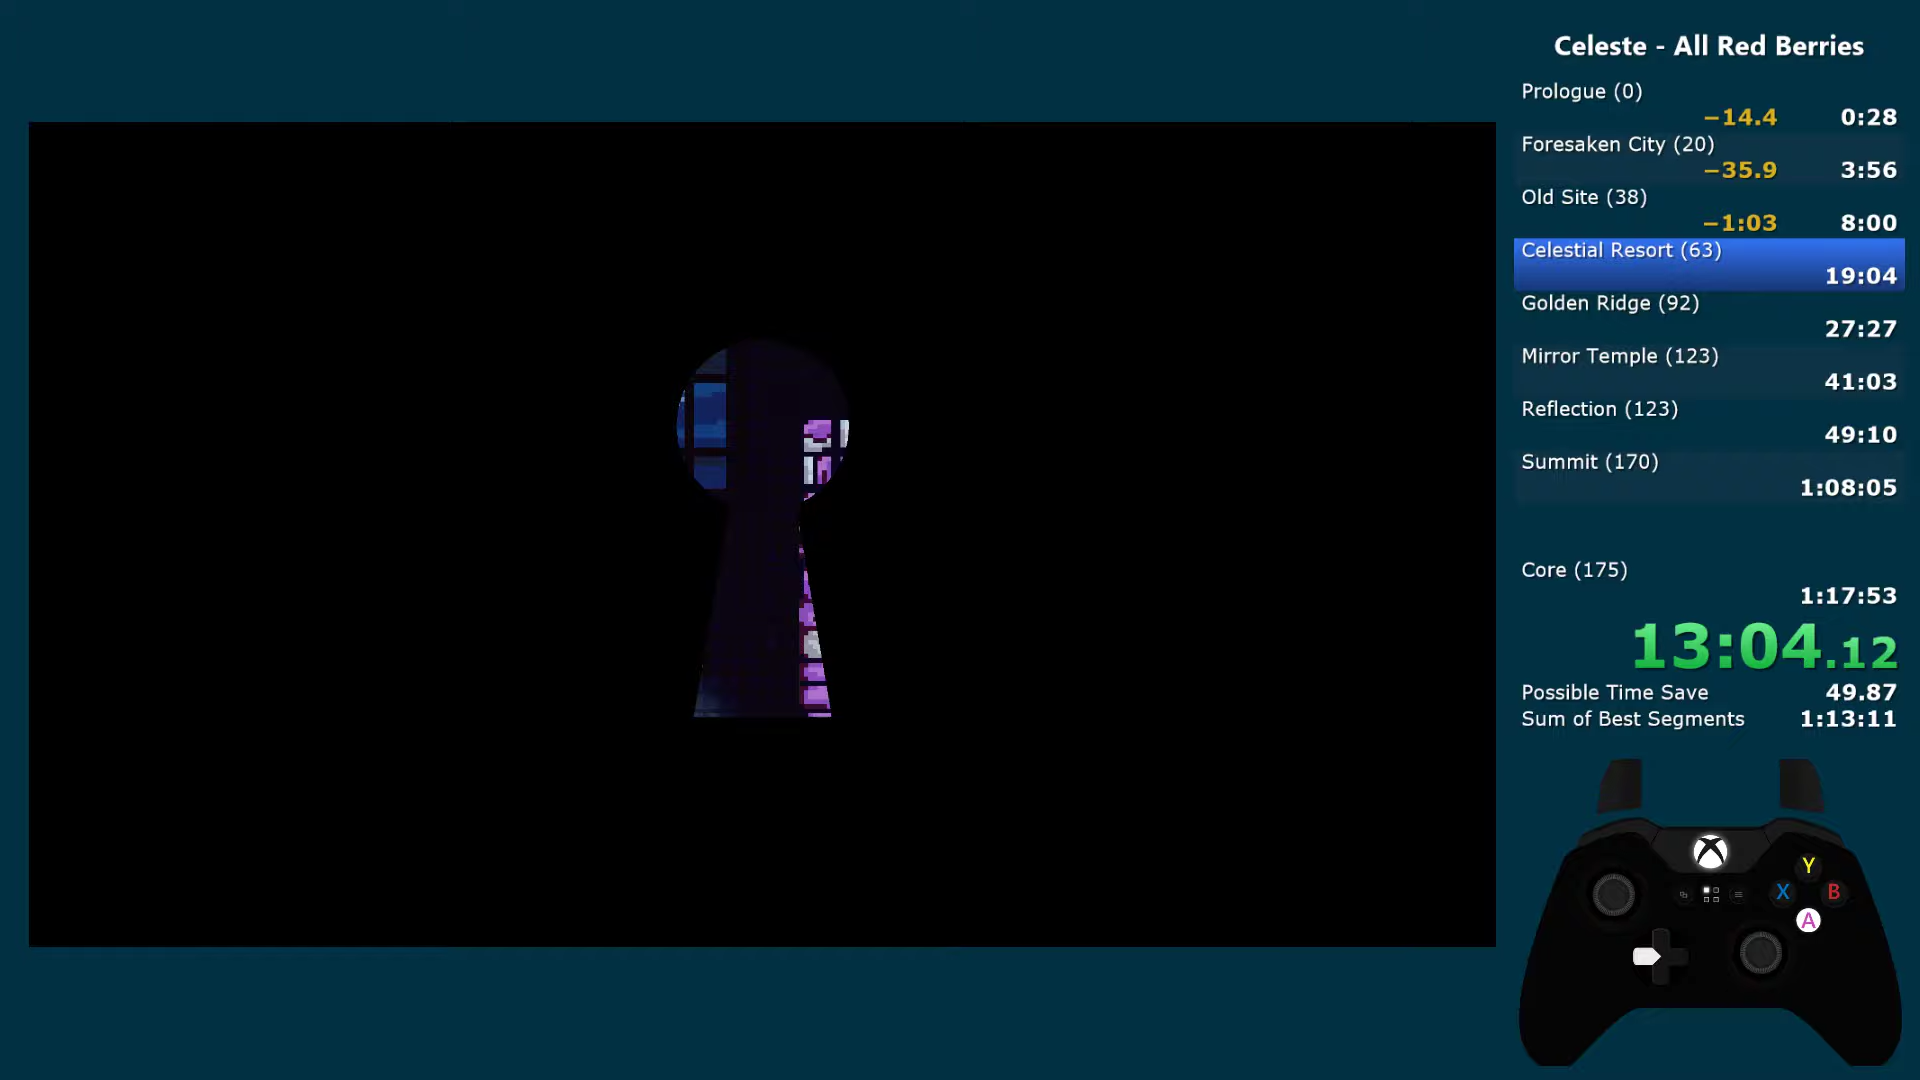 Celeste - All Red Berries
Prologue (0)
−14.4 0:28
Foresaken City (20)
−35.9 3:56
Old Site (38)
−1:03 8:00
Celestial Resort (63)
19:04
Golden Ridge (92)
27:27
Mirror Temple (123)
41:03
Reflection (123)
49:10
Summit (170)
1:08:05
Core (175)
1:17:53
13:04.12
Possible Time Save 49.87
Sum of Best Segments 1:13:11
Y
X B
A